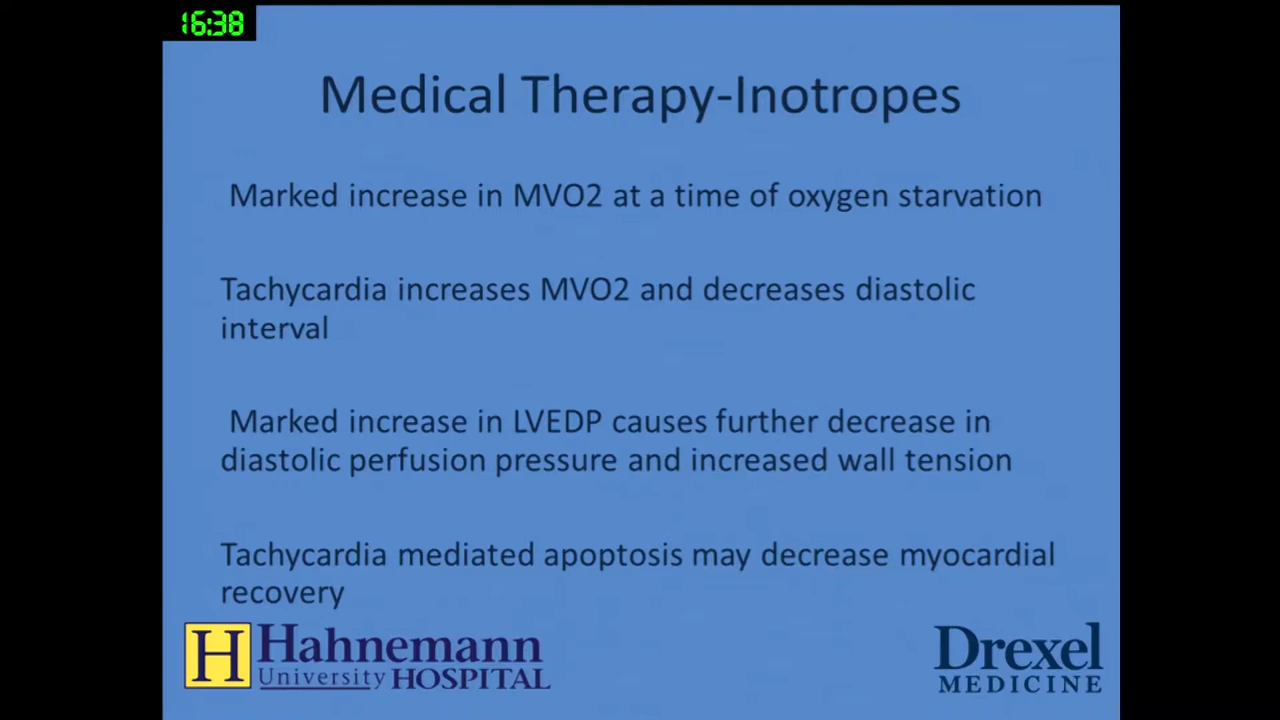 16:38
Medical Therapy-Inotropes
Marked increase in MVO2 at a time of oxygen starvation
Tachycardia increases MVO2 and decreases diastolic
interval
Marked increase in LVEDP causes further decrease in
diastolic perfusion pressure and increased wall tension
Tachycardia mediated apoptosis may decrease myocardial
recovery
H Hahnemann
University HOSPITAL
Drexel
MEDICINE